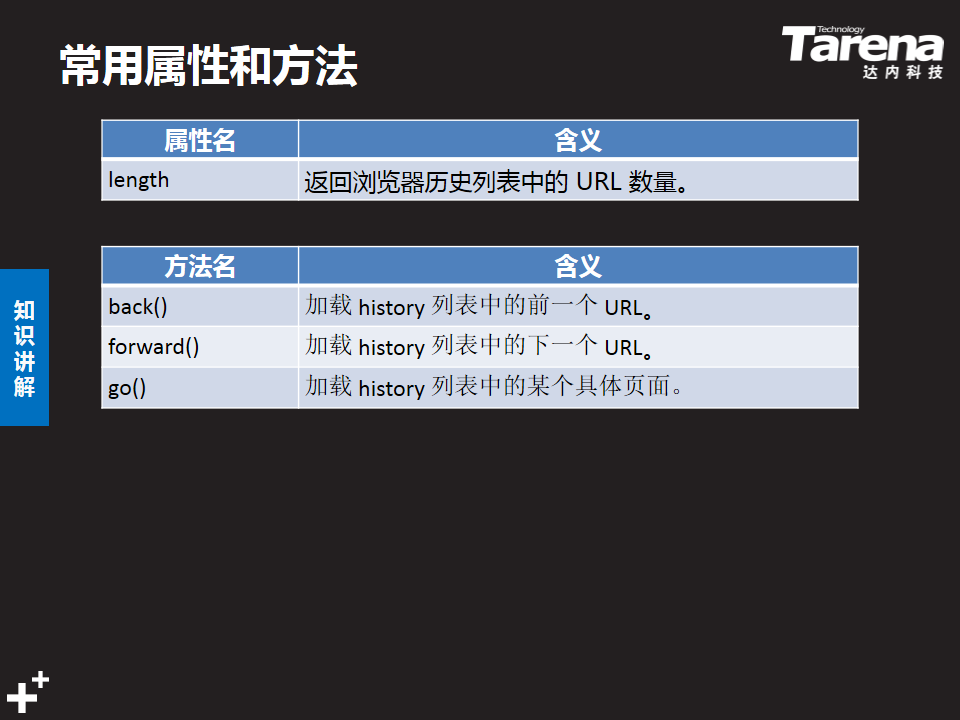 常用属性和方法
Technology
Tarena
达内科技
属性名 含义
length 返回浏览器历史列表中的 URL 数量。
方法名 含义
back() 加载 history 列表中的前一个 URL。
forward() 加载 history 列表中的下一个 URL。
go() 加载 history 列表中的某个具体页面。
知识讲解